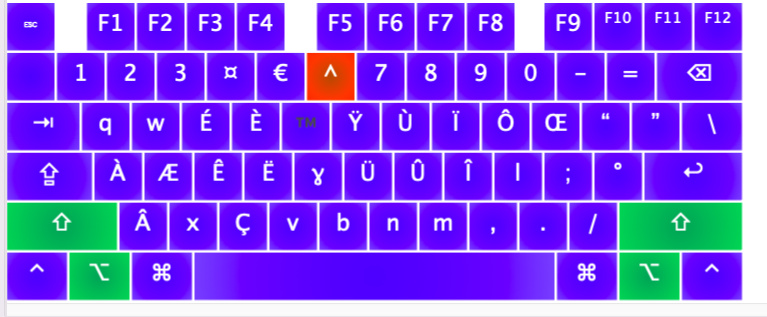 ESC F1 F2 F3 F4 F5 F6 F7 F8 F9 F10 F11 F12
1 2 3 ¤ € ^ 7 8 9 0 – = ⌫
⇥ q w É È ™ Ÿ Ù Ï Ô Œ “ ” \
⇪ À Æ Ê Ë ɣ Ü Û Î l ; ° ↩
⇧ Â x Ç v b n m , . / ⇧
^ ⌥ ⌘ ⌘ ⌥ ^